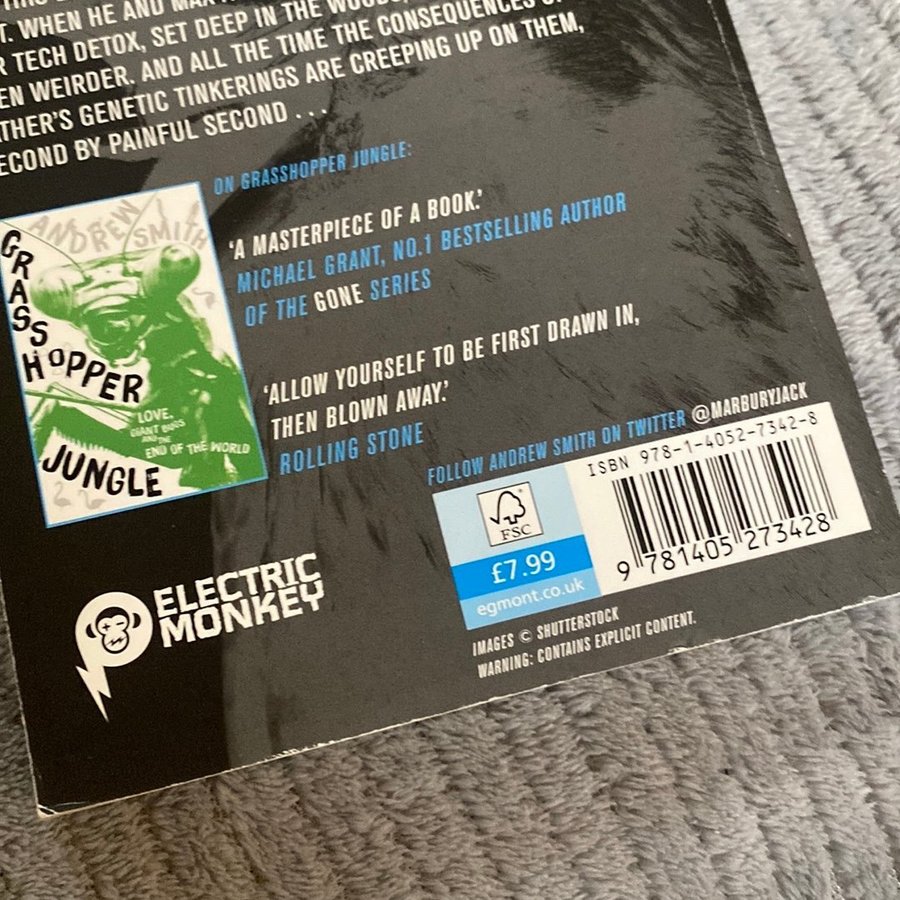 T. WHEN HE AND MAX
R TECH DETOX, SET DEEP IN THE WOODS,
EN WEIRDER. AND ALL THE TIME THE CONSEQUENCES OF
ATHER'S GENETIC TINKERINGS ARE CREEPING UP ON THEM,
ECOND BY PAINFUL SECOND . . .
ON GRASSHOPPER JUNGLE:
'A MASTERPIECE OF A BOOK.'
MICHAEL GRANT, NO.1 BESTSELLING AUTHOR
OF THE GONE SERIES
'ALLOW YOURSELF TO BE FIRST DRAWN IN,
THEN BLOWN AWAY.'
ROLLING STONE
ANDREW SMITH
GRASSHOPPER
JUNGLE
LOVE,
GIANT BUGS
AND THE
END OF THE WORLD
FOLLOW ANDREW SMITH ON TWITTER @MARBURYJACK
ISBN 978-1-4052-7342-8
FSC
£7.99
egmont.co.uk
9 781405 273428
ELECTRIC
MONKEY
IMAGES © SHUTTERSTOCK
WARNING: CONTAINS EXPLICIT CONTENT.